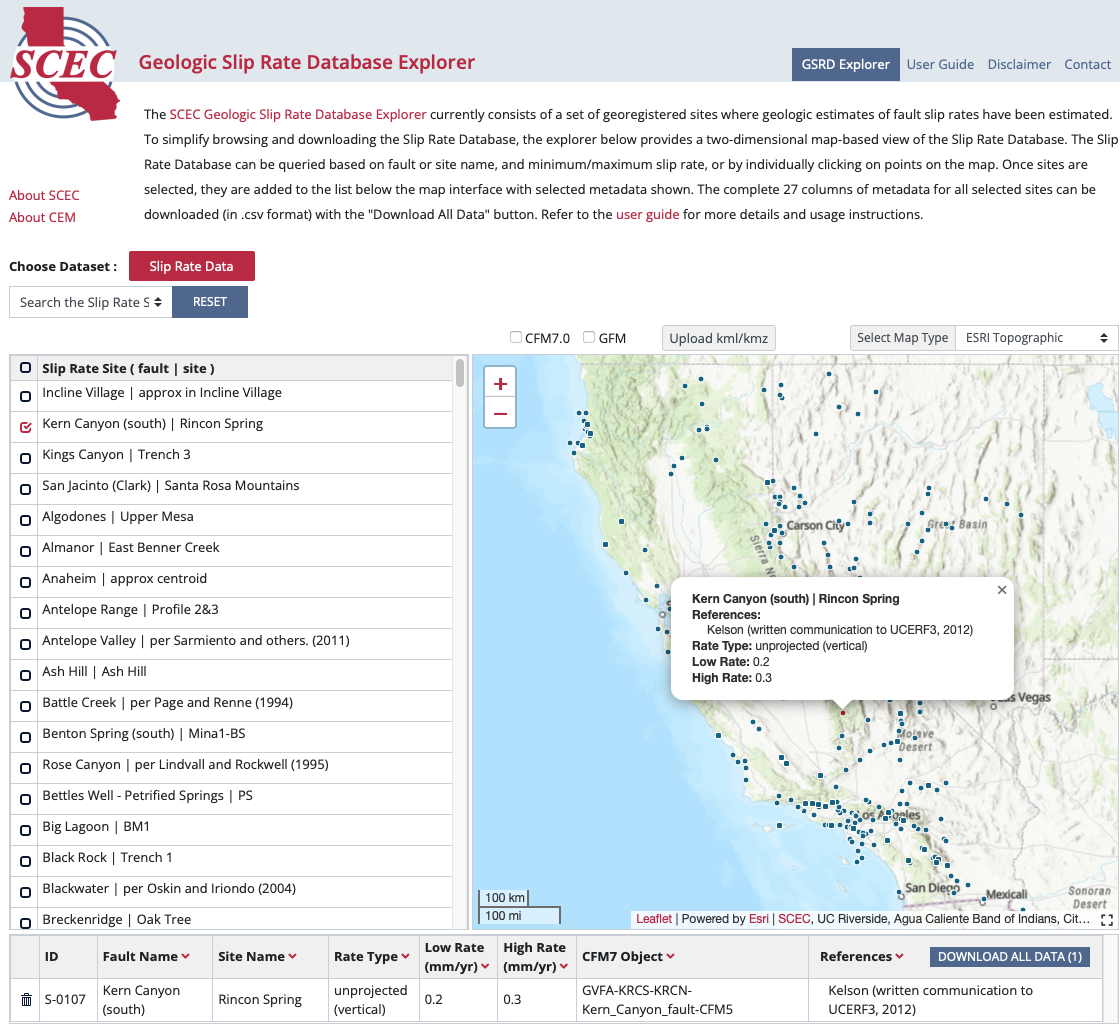 SCEC
Geologic Slip Rate Database Explorer
GSRD Explorer
User Guide
Disclaimer
Contact
The SCEC Geologic Slip Rate Database Explorer currently consists of a set of georegistered sites where geologic estimates of fault slip rates have been estimated.
To simplify browsing and downloading the Slip Rate Database, the explorer below provides a two-dimensional map-based view of the Slip Rate Database. The Slip
Rate Database can be queried based on fault or site name, and minimum/maximum slip rate, or by individually clicking on points on the map. Once sites are
selected, they are added to the list below the map interface with selected metadata shown. The complete 27 columns of metadata for all selected sites can be
downloaded (in .csv format) with the "Download All Data" button. Refer to the user guide for more details and usage instructions.
About SCEC
About CEM
Choose Dataset :
Slip Rate Data
Search the Slip Rate S
RESET
CFM7.0
GFM
Upload kml/kmz
Select Map Type
ESRI Topographic
Slip Rate Site ( fault | site )
Incline Village | approx in Incline Village
Kern Canyon (south) | Rincon Spring
Kings Canyon | Trench 3
San Jacinto (Clark) | Santa Rosa Mountains
Algodones | Upper Mesa
Almanor | East Benner Creek
Anaheim | approx centroid
Antelope Range | Profile 2&3
Antelope Valley | per Sarmiento and others. (2011)
Ash Hill | Ash Hill
Battle Creek | per Page and Renne (1994)
Benton Spring (south) | Mina1-BS
Rose Canyon | per Lindvall and Rockwell (1995)
Bettles Well - Petrified Springs | PS
Big Lagoon | BM1
Black Rock | Trench 1
Blackwater | per Oskin and Iriondo (2004)
Breckenridge | Oak Tree
+
−
Carson City
Great Basin
Sierra Ne
Kern Canyon (south) | Rincon Spring
References:
Kelson (written communication to UCERF3, 2012)
Rate Type: unprojected (vertical)
Low Rate: 0.2
High Rate: 0.3
Las Vegas
Mojave
Desert
Los Angeles
San Diego
Mexicali
Sonoran
Desert
100 km
100 mi
Leaflet | Powered by Esri | SCEC, UC Riverside, Agua Caliente Band of Indians, Cit...
ID
Fault Name
Site Name
Rate Type
Low Rate
(mm/yr)
High Rate
(mm/yr)
CFM7 Object
References
DOWNLOAD ALL DATA (1)
S-0107
Kern Canyon
(south)
Rincon Spring
unprojected
(vertical)
0.2
0.3
GVFA-KRCS-KRCN-
Kern_Canyon_fault-CFM5
Kelson (written communication to
UCERF3, 2012)